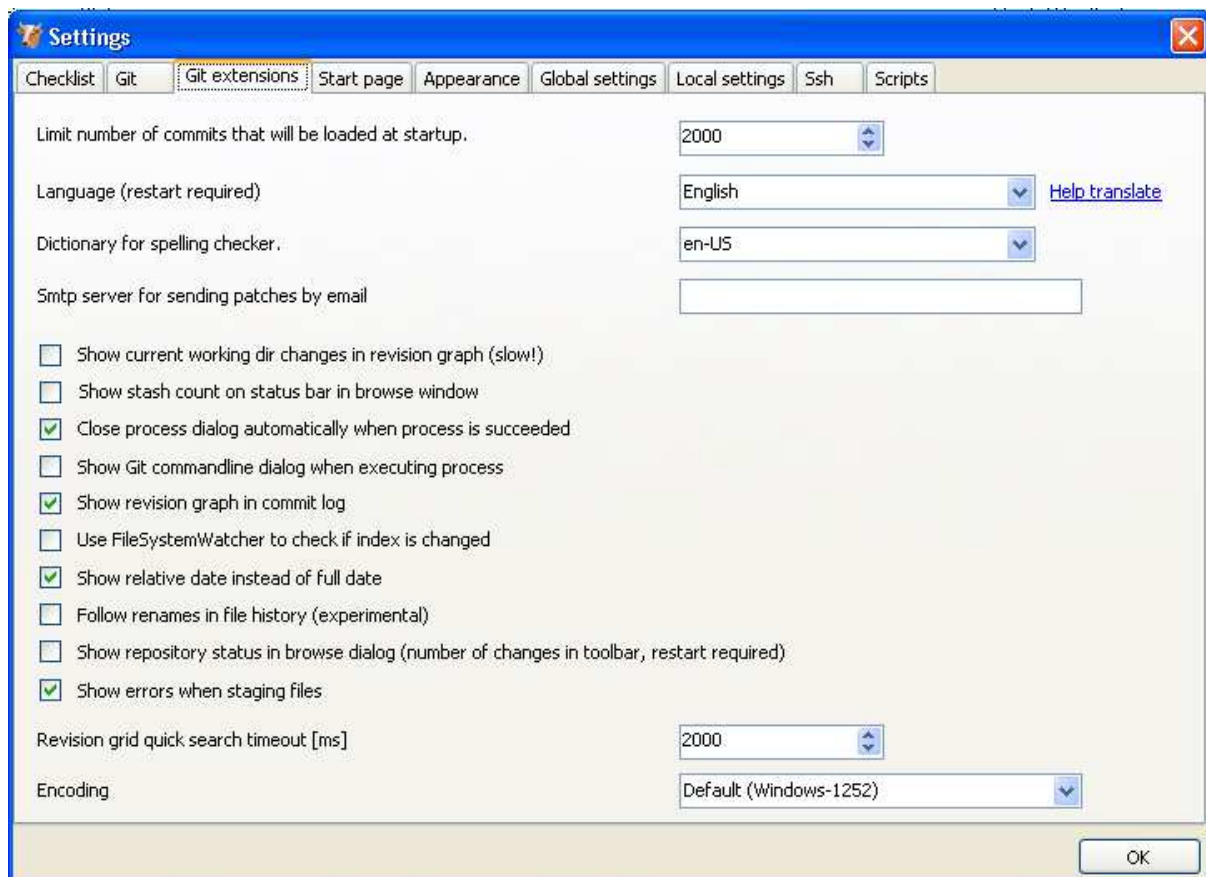 Settings
Checklist Git Git extensions Start page Appearance Global settings Local settings Ssh Scripts
Limit number of commits that will be loaded at startup. 2000
Language (restart required) English Help translate
Dictionary for spelling checker. en-US
Smtp server for sending patches by email
Show current working dir changes in revision graph (slow!)
Show stash count on status bar in browse window
Close process dialog automatically when process is succeeded
Show Git commandline dialog when executing process
Show revision graph in commit log
Use FileSystemWatcher to check if index is changed
Show relative date instead of full date
Follow renames in file history (experimental)
Show repository status in browse dialog (number of changes in toolbar, restart required)
Show errors when staging files
Revision grid quick search timeout [ms] 2000
Encoding Default (Windows-1252)
OK